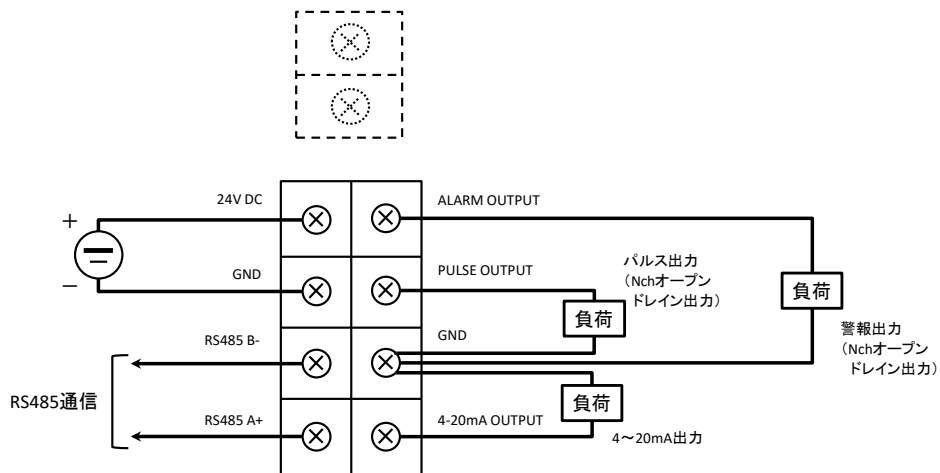 24V DC
ALARM OUTPUT
+
−
GND
PULSE OUTPUT
パルス出力
(Nchオープン
ドレイン出力)
負荷
負荷
RS485 B-
GND
警報出力
(Nchオープン
ドレイン出力)
RS485通信
負荷
RS485 A+
4-20mA OUTPUT
4～20mA出力